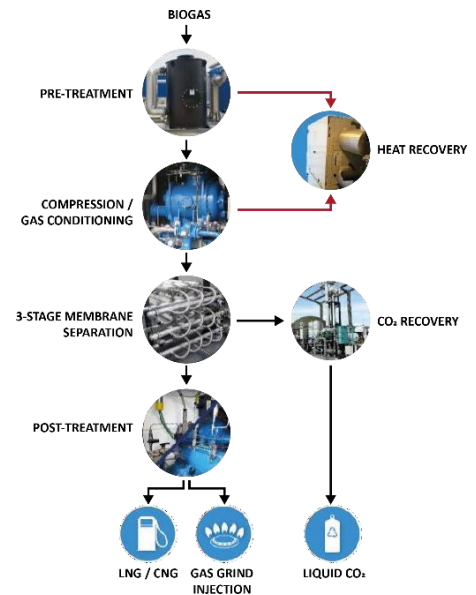 BIOGAS
PRE-TREATMENT
HEAT RECOVERY
COMPRESSION /
GAS CONDITIONING
3-STAGE MEMBRANE
SEPARATION
CO₂ RECOVERY
POST-TREATMENT
LNG / CNG
GAS GRIND
INJECTION
LIQUID CO₂